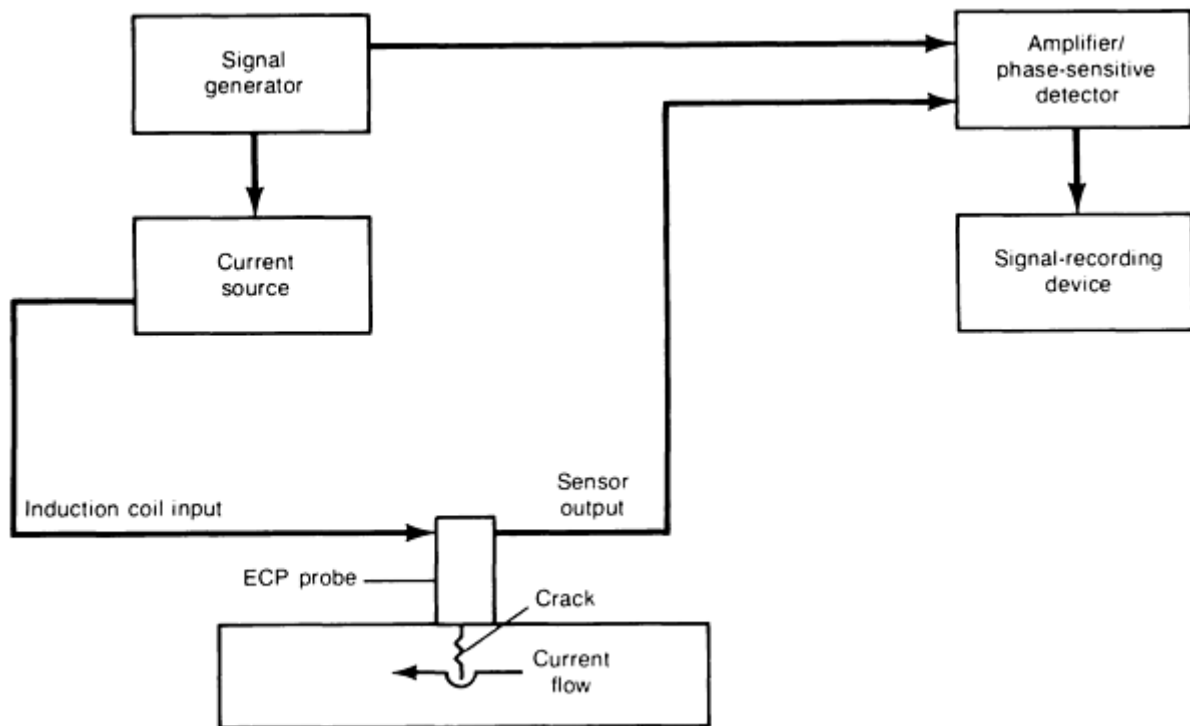 Signal
generator
Amplifier/
phase-sensitive
detector
Current
source
Signal-recording
device
Induction coil input
Sensor
output
ECP probe
Crack
Current
flow